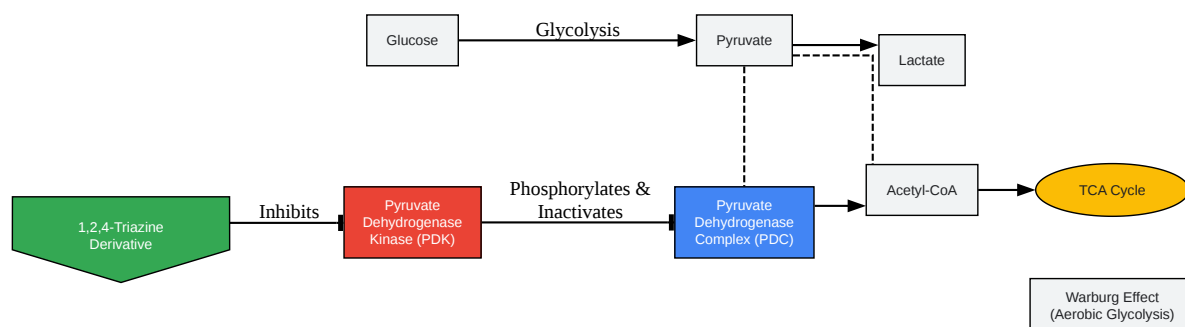 Glucose
Glycolysis
Pyruvate
Lactate
1,2,4-Triazine
Derivative
Inhibits
Pyruvate
Dehydrogenase
Kinase (PDK)
Phosphorylates &
Inactivates
Pyruvate
Dehydrogenase
Complex (PDC)
Acetyl-CoA
TCA Cycle
Warburg Effect
(Aerobic Glycolysis)